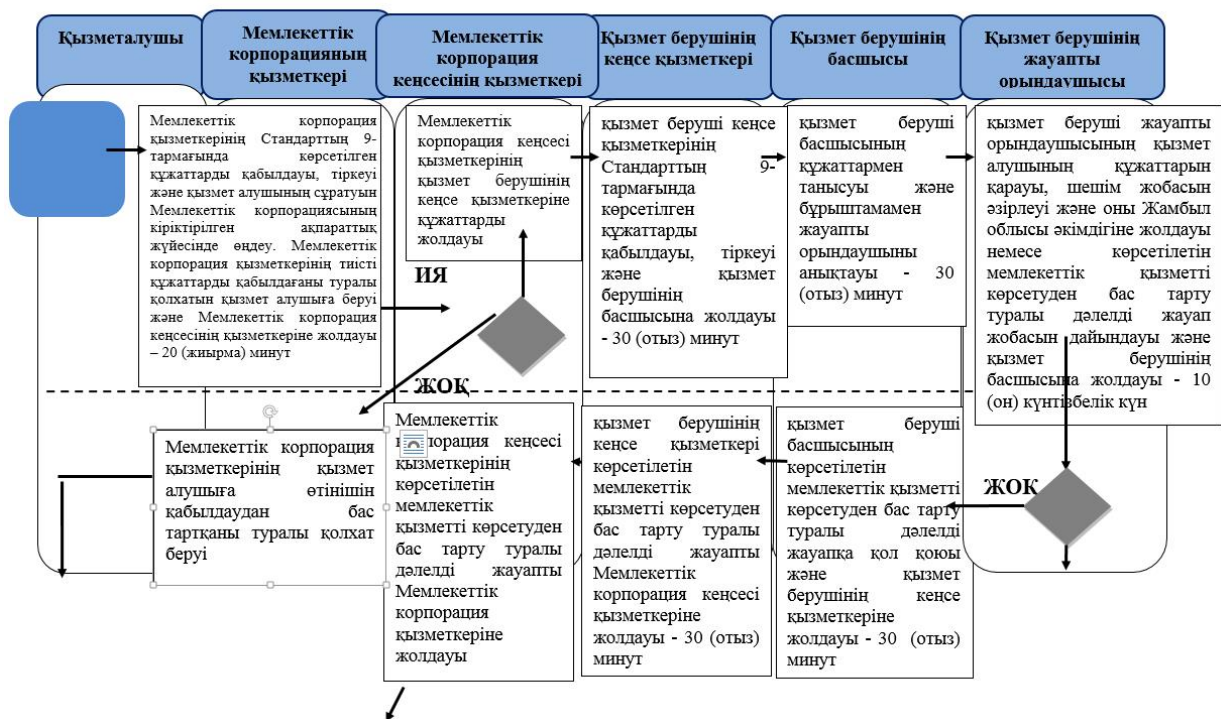 Қызметалушы
Мемлекеттік
корпорацияның
қызметкері
Мемлекеттік
корпорация
кеңсесінің қызметкері
Қызмет берушінің
кеңсе қызметкері
Қызмет берушінің
басшысы
Қызмет берушінің
жауапты
орындаушысы
Мемлекеттік корпорация
қызметкерінің Стандарттың 9-
тармағында көрсетілген
құжаттарды қабылдауы, тіркеуі
және қызмет алушының сұратуын
Мемлекеттік корпорациясының
кіріктірілген ақпараттық
жүйесінде өңдеу. Мемлекеттік
корпорация қызметкерінің тиісті
құжаттарды қабылдағаны туралы
қолхатын қызмет алушыға беруі
және Мемлекеттік корпорация
кеңсесінің қызметкеріне жолдауы
– 20 (жиырма) минут
Мемлекеттік
корпорация кеңсесі
қызметкерінің
қызмет берушінің
кеңсе қызметкеріне
құжаттарды
жолдауы
қызмет беруші кеңсе
қызметкерінің
Стандарттың 9-
тармағында
көрсетілген
құжаттарды
қабылдауы, тіркеуі
және қызмет
берушінің
басшысына жолдауы
- 30 (отыз) минут
қызмет беруші
басшысының
құжаттармен
танысуы және
бұрыштамамен
жауапты
орындаушыны
анықтауы - 30
(отыз) минут
қызмет беруші жауапты
орындаушысының қызмет
алушының құжаттарын
қарауы, шешім жобасын
әзірлеуі және оны Жамбыл
облысы әкімдігіне жолдауы
немесе көрсетілетін
мемлекеттік қызметті
көрсетуден бас тарту
туралы дәлелді жауап
жобасын дайындауы және
қызмет берушінің
басшысына жолдауы - 10
(он) күнтізбелік күн
ИЯ
ЖОҚ
Мемлекеттік корпорация
қызметкерінің қызмет
алушыға өтінішін
қабылдаудан бас
тартқаны туралы қолхат
беруі
Мемлекеттік
корпорация кеңсесі
қызметкерінің
көрсетілетін
мемлекеттік
қызметті көрсетуден
бас тарту туралы
дәлелді жауапты
Мемлекеттік
корпорация
қызметкеріне
жолдауы
қызмет берушінің
кеңсе қызметкері
көрсетілетін
мемлекеттік
қызметті көрсетуден
бас тарту туралы
дәлелді жауапты
Мемлекеттік
корпорация кеңсесі
қызметкеріне
жолдауы - 30 (отыз)
минут
қызмет беруші
басшысының
көрсетілетін
мемлекеттік қызметті
көрсетуден бас тарту
туралы дәлелді
жауапқа қол қоюы
және қызмет
берушінің кеңсе
қызметкеріне
жолдауы - 30 (отыз)
минут
ЖОҚ